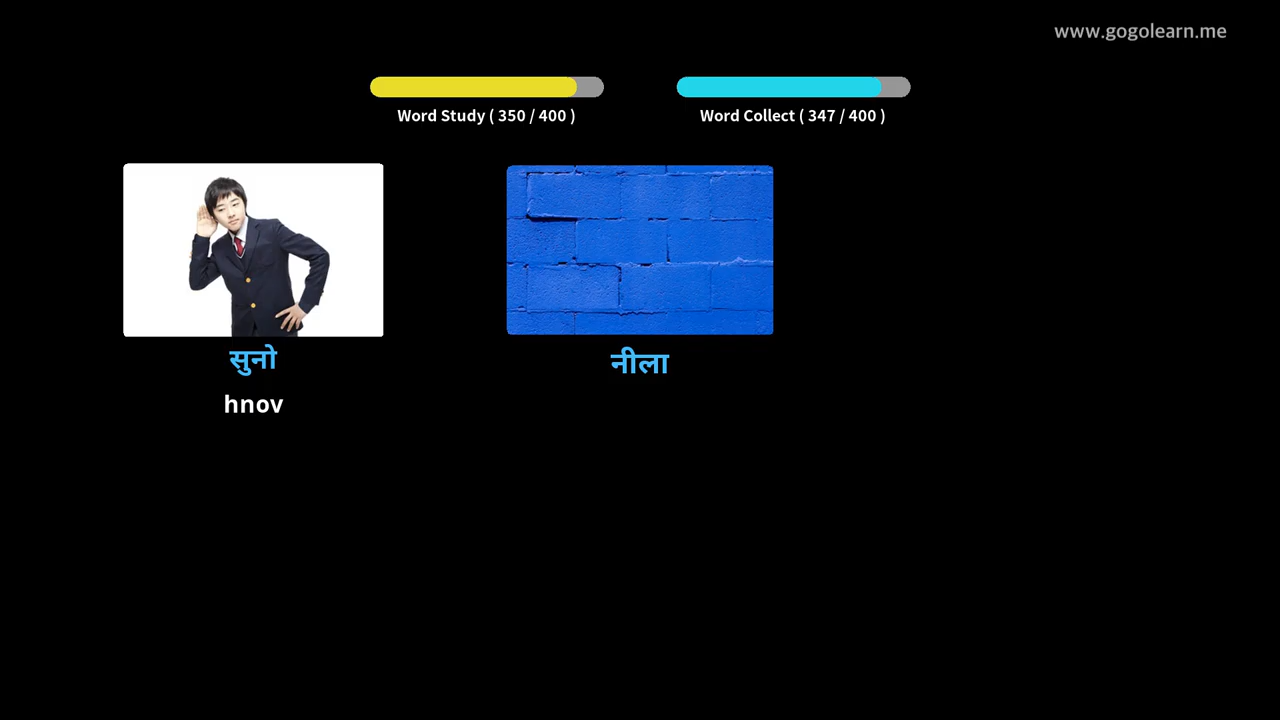 www.gogolearn.me
Word Study ( 350 / 400 )
Word Collect ( 347 / 400 )
सुनो
hnov
नीला